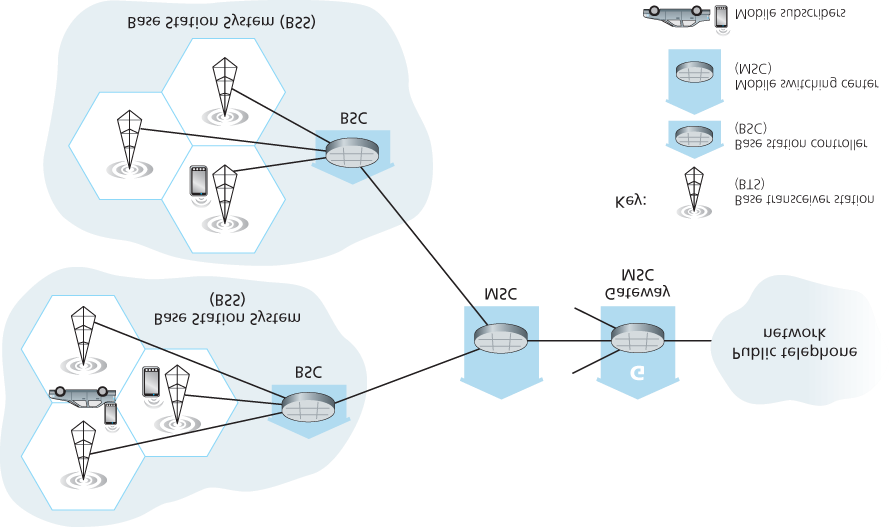 Base Station System (BSS)
BSC
Mobile subscribers
(MSC)
Mobile switching center
(BSC)
Base station controller
Key:
(BTS)
Base transceiver station
(BSS)
Base Station System
BSC
MSC
MSC
Gateway
G
network
Public telephone